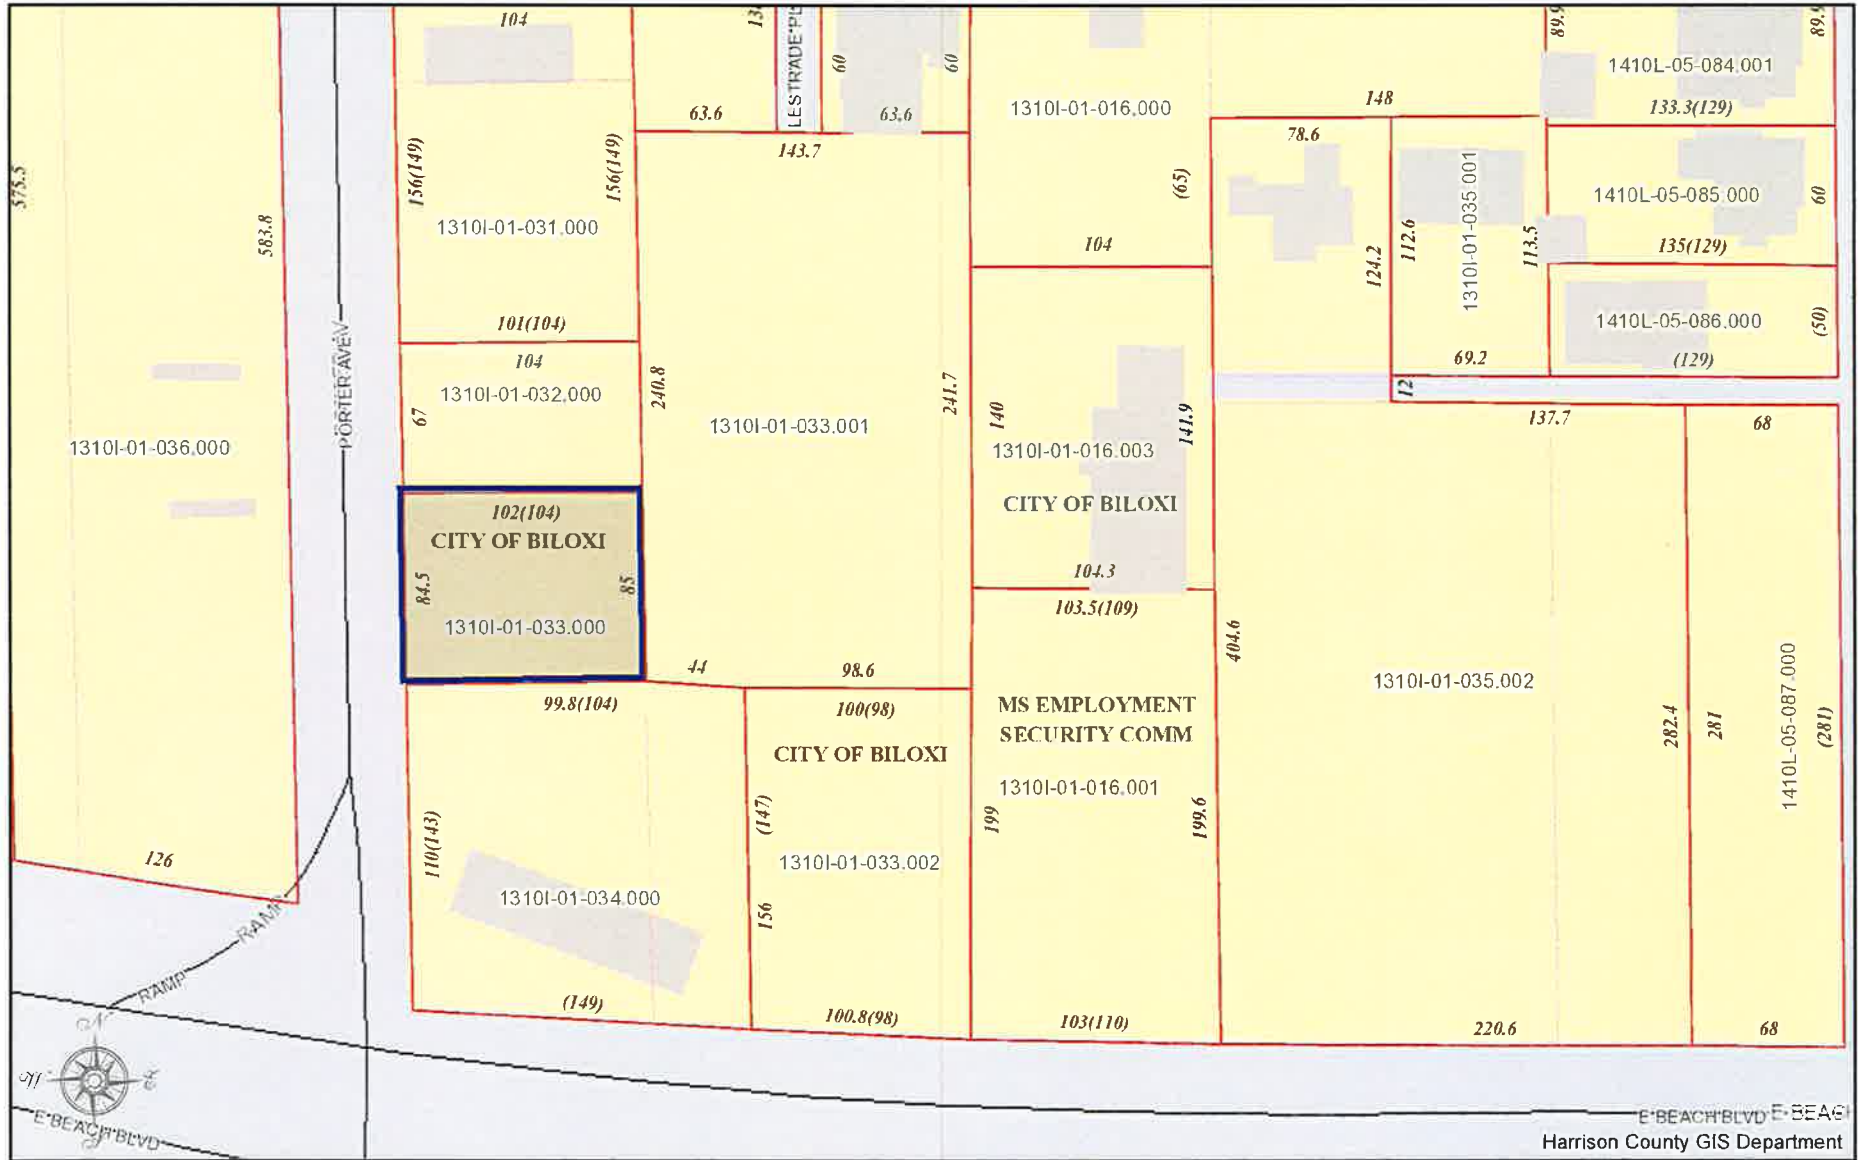 104
LESTRADE PL
60
60
89.9
89.9
1410L-05-084.001
133.3(129)
575.5
583.8
156(149)
156(149)
1310I-01-031.000
63.6
63.6
143.7
1310I-01-016.000
(65)
104
148
78.6
124.2
112.6
1310I-01-035.001
113.5
1410L-05-085.000
60
135(129)
1410L-05-086.000
(50)
69.2
(129)
12
PORTER AVE
101(104)
104
1310I-01-032.000
67
240.8
1310I-01-033.001
241.7
140
141.9
1310I-01-016.003
CITY OF BILOXI
104.3
137.7
68
1310I-01-036.000
102(104)
CITY OF BILOXI
84.5
85
1310I-01-033.000
44
98.6
99.8(104)
100(98)
CITY OF BILOXI
103.5(109)
404.6
MS EMPLOYMENT
SECURITY COMM
1310I-01-016.001
199
199.6
1310I-01-035.002
282.4
281
1410L-05-087.000
(281)
126
110(143)
1310I-01-034.000
(147)
156
1310I-01-033.002
(149)
100.8(98)
103(110)
220.6
68
RAMP
RAMP
N
W
E
S
E BEACH BLVD
E BEACH BLVD
E BEACH
Harrison County GIS Department